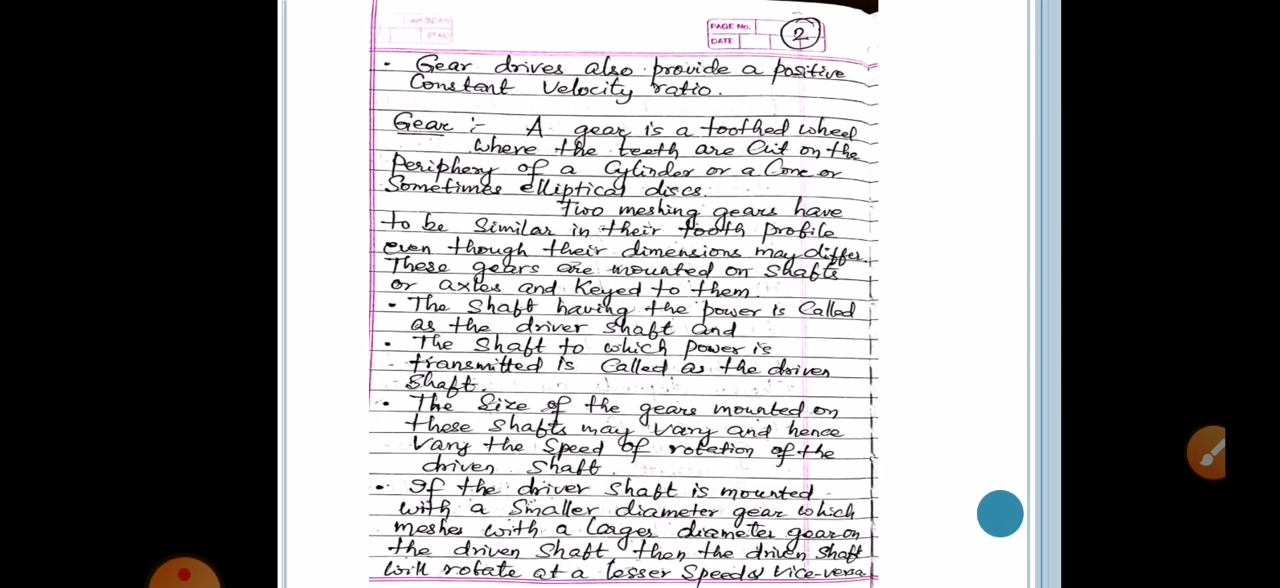 PAGE No.
DATE
2
• Gear drives also provide a positive
Constant Velocity ratio.
Gear :- A gear is a toothed wheel
where the teeth are Cut on the
Periphery of a Cylinder or a Cone or
Sometimes elliptical discs.
Two meshing gears have
to be Similar in their tooth profile
even though their dimensions may differ.
These gears are mounted on Shafts
or axles and Keyed to them.
• The Shaft having the power is Called
as the driver Shaft and
• The Shaft to which Power is
transmitted is Called as the driven
Shaft.
• The Size of the gears mounted on
these Shafts may Vary and hence
Vary the Speed of rotation of the
driven Shaft.
• If the driver Shaft is mounted
with a Smaller diameter gear which
meshes with a larger diameter gear on
the driven Shaft then the driven Shaft
will rotate at a lesser Speed & Vice-versa